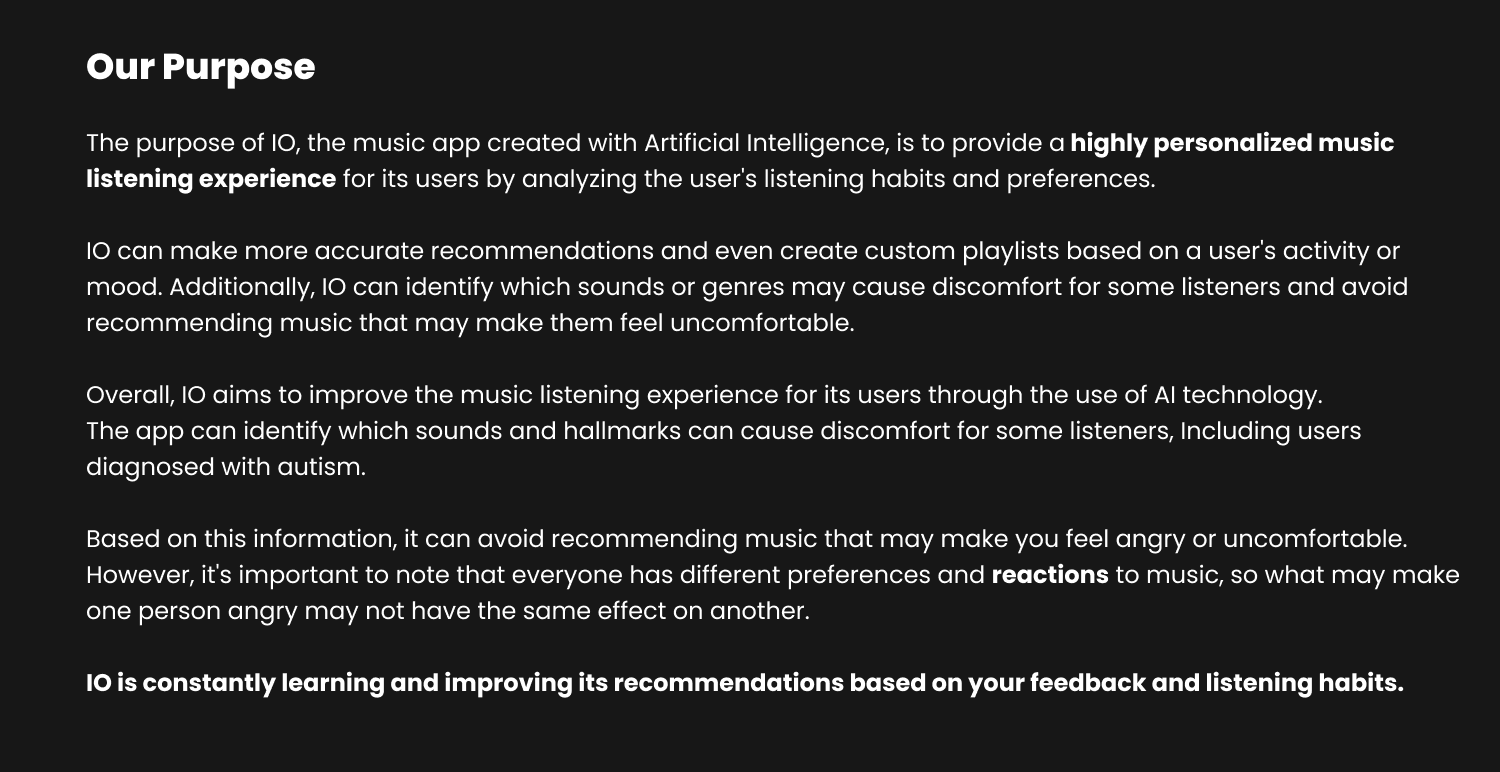 Our Purpose
The purpose of IO, the music app created with Artificial Intelligence, is to provide a highly personalized music
listening experience for its users by analyzing the user's listening habits and preferences.
IO can make more accurate recommendations and even create custom playlists based on a user's activity or
mood. Additionally, IO can identify which sounds or genres may cause discomfort for some listeners and avoid
recommending music that may make them feel uncomfortable.
Overall, IO aims to improve the music listening experience for its users through the use of AI technology.
The app can identify which sounds and hallmarks can cause discomfort for some listeners, Including users
diagnosed with autism.
Based on this information, it can avoid recommending music that may make you feel angry or uncomfortable.
However, it's important to note that everyone has different preferences and reactions to music, so what may make
one person angry may not have the same effect on another.
IO is constantly learning and improving its recommendations based on your feedback and listening habits.